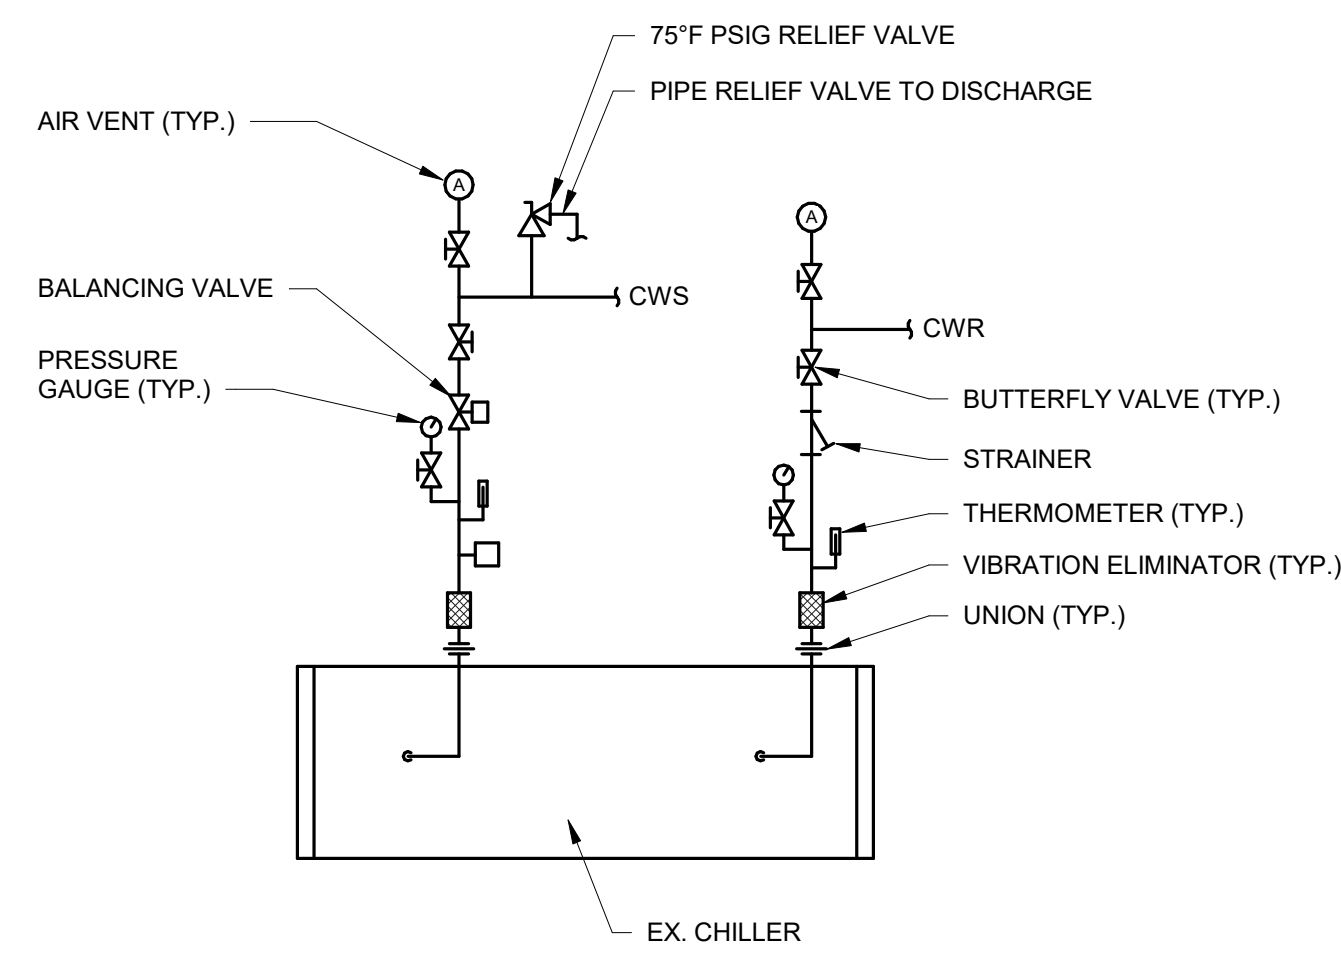 75°F PSIG RELIEF VALVE
PIPE RELIEF VALVE TO DISCHARGE
AIR VENT (TYP.)
A
A
BALANCING VALVE
CWS
CWR
PRESSURE
GAUGE (TYP.)
BUTTERFLY VALVE (TYP.)
STRAINER
THERMOMETER (TYP.)
VIBRATION ELIMINATOR (TYP.)
UNION (TYP.)
EX. CHILLER